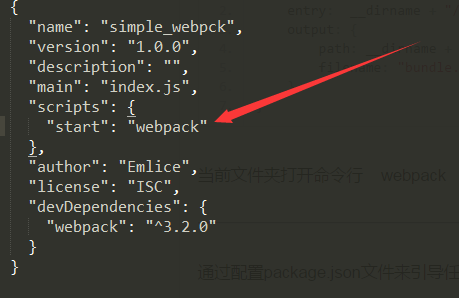 {
"name": "simple_webpck",
"version": "1.0.0",
"description": "",
"main": "index.js",
"scripts": {
"start": "webpack"
},
"author": "Emlice",
"license": "ISC",
"devDependencies": {
"webpack": "^3.2.0"
}
}
entry __dirname
output
path __dirname
bundle
当前文件夹打开命令行 webpack
通过配置package.json文件来引导任